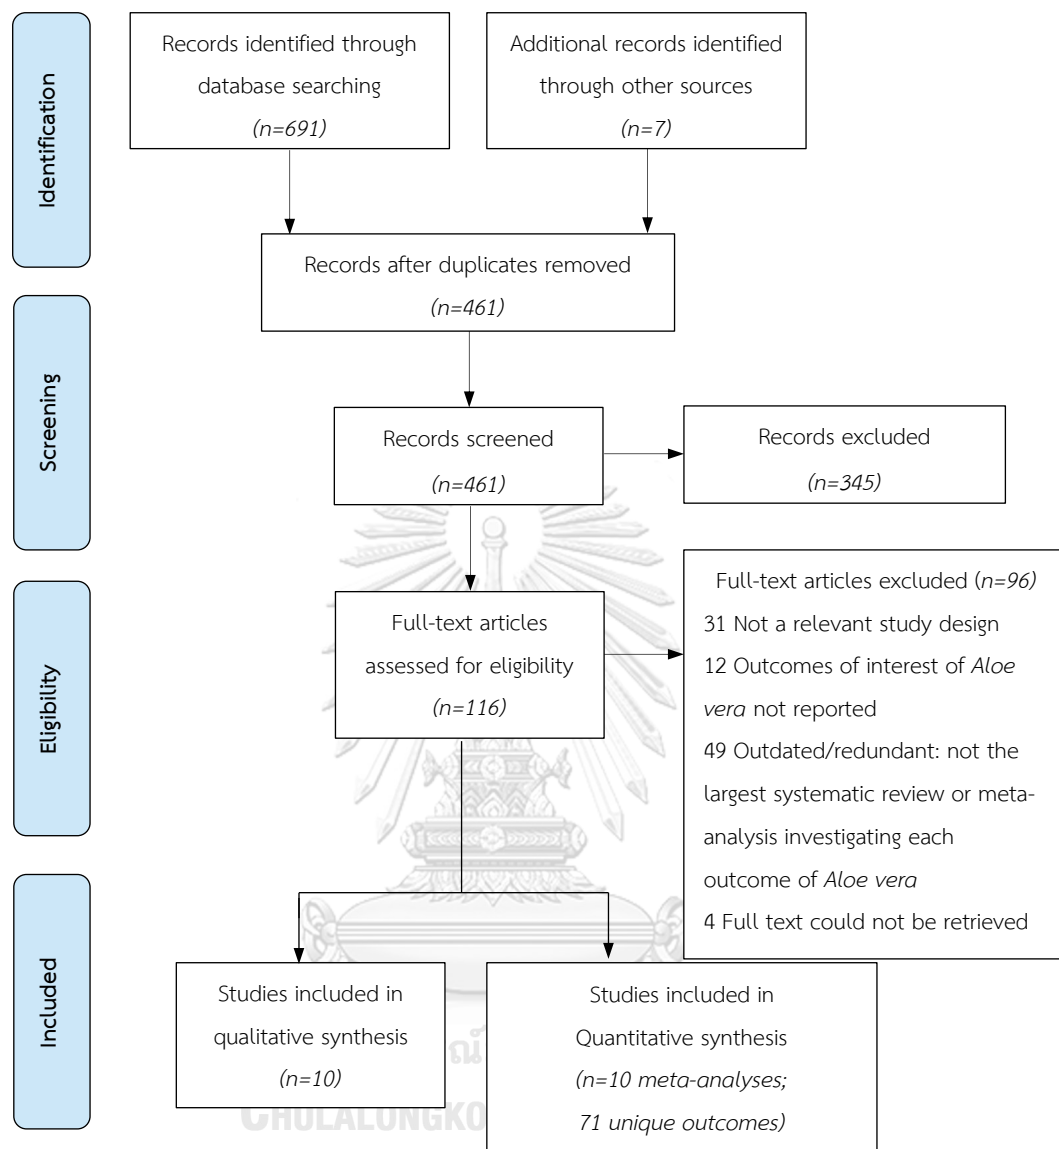 Identification
Records identified through
database searching
(n=691)
Additional records identified
through other sources
(n=7)
Records after duplicates removed
(n=461)
Screening
Records screened
(n=461)
Records excluded
(n=345)
Eligibility
Full-text articles
assessed for eligibility
(n=116)
Full-text articles excluded (n=96)
31 Not a relevant study design
12 Outcomes of interest of Aloe
vera not reported
49 Outdated/redundant: not the
largest systematic review or meta-
analysis investigating each
outcome of Aloe vera
4 Full text could not be retrieved
Included
Studies included in
qualitative synthesis
(n=10)
Studies included in
Quantitative synthesis
(n=10 meta-analyses;
71 unique outcomes)